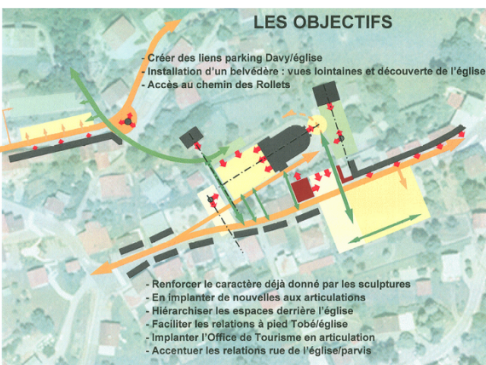 LES OBJECTIFS
- Créer des liens parking Davy/église
- Installation d'un belvédère : vues lointaines et découverte de l'église
- Accès au chemin des Rollets
- Renforcer le caractère déjà donné par les sculptures
- En implanter de nouvelles aux articulations
- Hiérarchiser les espaces derrière l'église
- Faciliter les relations à pied Tobé/église
- Implanter l'Office de Tourisme en articulation
- Accentuer les relations rue de l'église/parvis